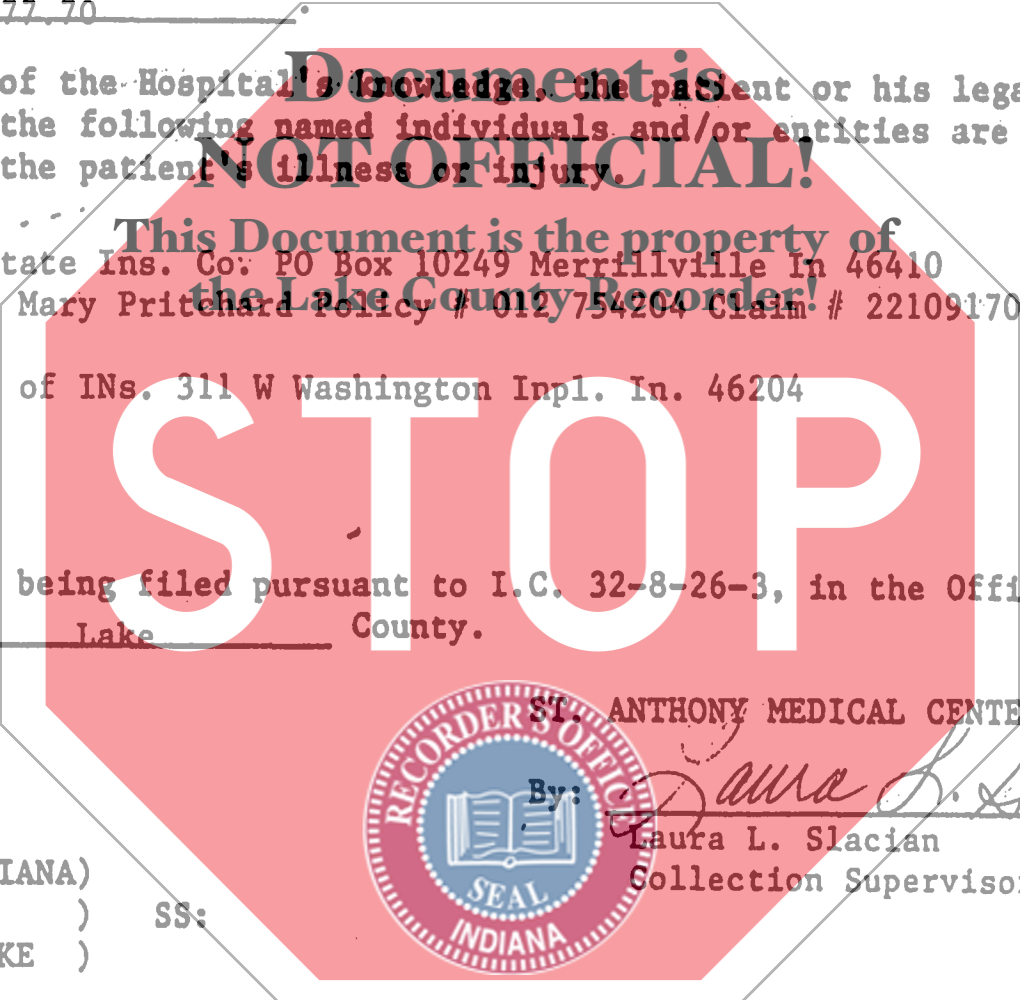 77.70
of the Hospital's knowledge, the patient or his lega
the following named individuals and/or entities are
the patient's illness or injury.
Document is
NOT OFFICIAL!
This Document is the property of
the Lake County Recorder!
tate Ins. Co. PO Box 10249 Merrillville In 46410
Mary Pritchard Policy # 012 754204 Claim # 22109170
of INs. 311 W Washington Inpl. In. 46204
STOP
being filed pursuant to I.C. 32-8-26-3, in the Offi
Lake County.
ST. ANTHONY MEDICAL CENTE
By: Laura L.
Laura L. Slacian
Collection Superviso
RECORDER'S OFFICE
SEAL
INDIANA
IANA)
) SS:
KE )